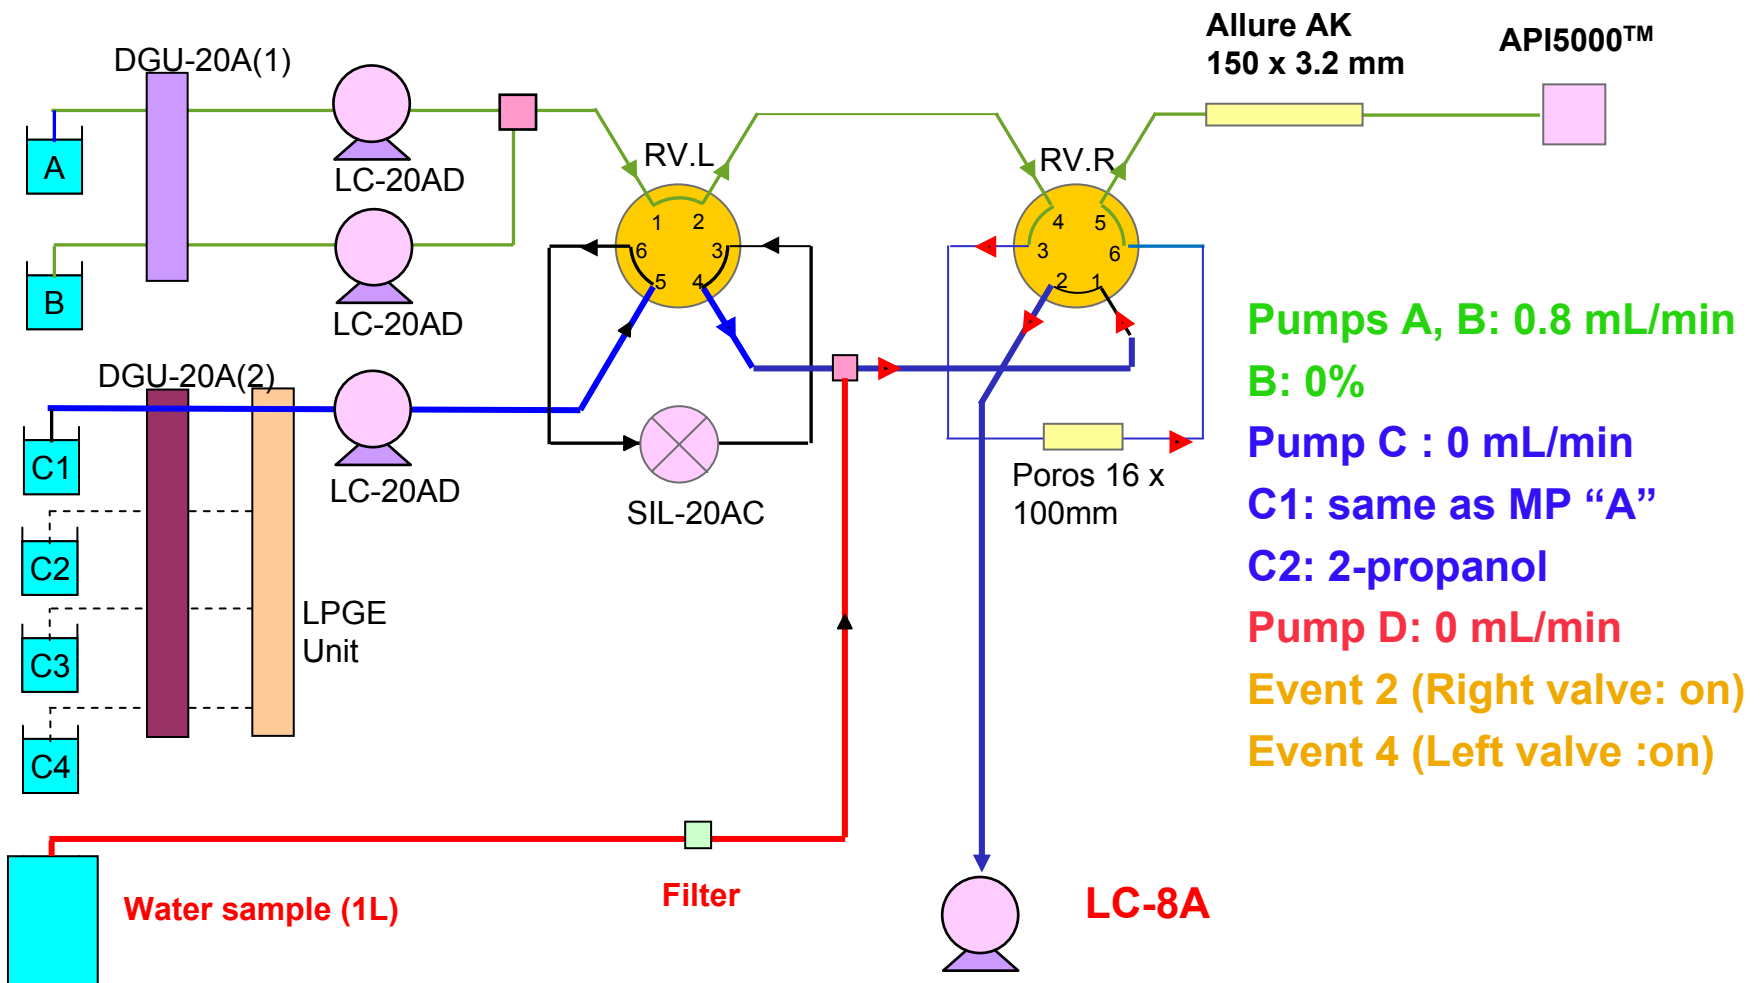 Allure AK
150 x 3.2 mm
API5000™
DGU-20A(1)
A
LC-20AD
RV.L
RV.R
1 2
6 3
5 4
4 5
3 6
2 1
B
LC-20AD
DGU-20A(2)
C1
LC-20AD
SIL-20AC
Poros 16 x
100mm
C2
C3
C4
LPGE
Unit
Pumps A, B: 0.8 mL/min
B: 0%
Pump C : 0 mL/min
C1: same as MP “A”
C2: 2-propanol
Pump D: 0 mL/min
Event 2 (Right valve: on)
Event 4 (Left valve :on)
Water sample (1L)
Filter
LC-8A